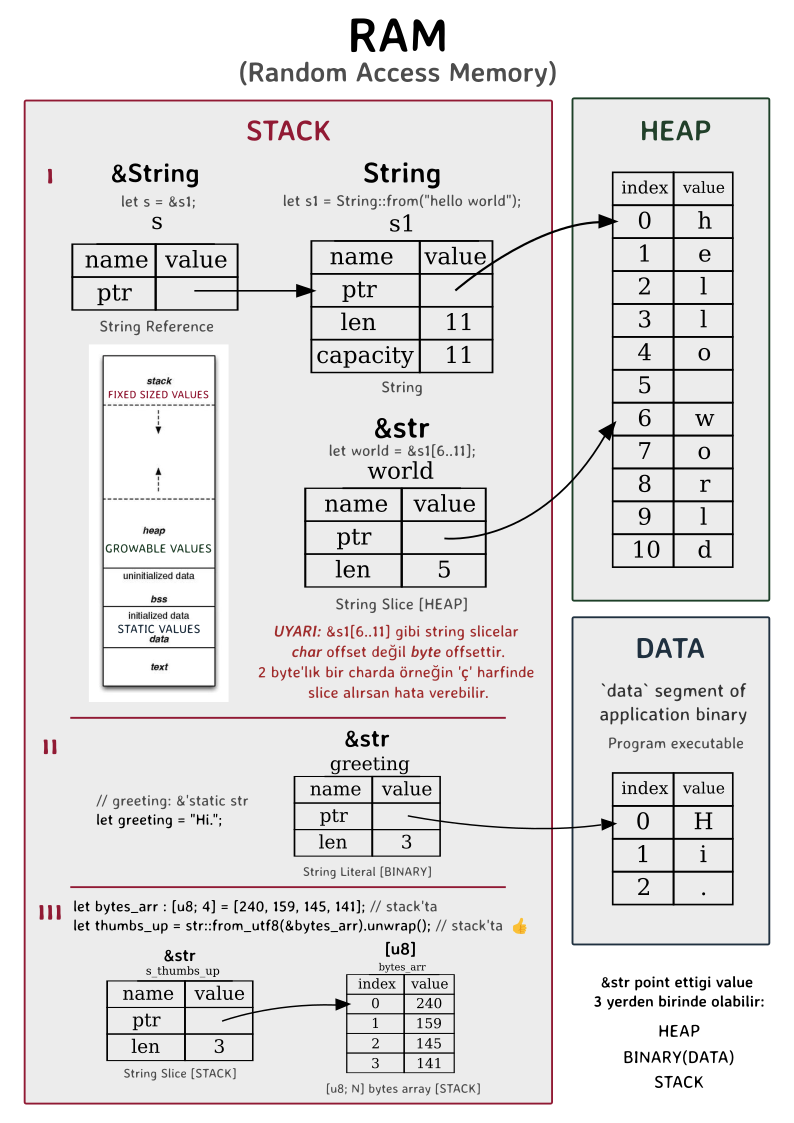 RAM
(Random Access Memory)
STACK
I
&String
let s = &s1;
s
name value
ptr
String Reference
String
let s1 = String::from("hello world");
s1
name value
ptr
len 11
capacity 11
String
stack
FIXED SIZED VALUES
heap
GROWABLE VALUES
uninitialized data
bss
initialized data
STATIC VALUES
data
text
&str
let world = &s1[6..11];
world
name value
ptr
len 5
String Slice [HEAP]
UYARI: &s1[6..11] gibi string slicelar
char offset değil byte offsettir.
2 byte'lık bir charda örneğin 'ç' harfinde
slice alırsan hata verebilir.
II
// greeting: &'static str
let greeting = "Hi.";
&str
greeting
name value
ptr
len 3
String Literal [BINARY]
III
let bytes_arr : [u8; 4] = [240, 159, 145, 141]; // stack'ta
let thumbs_up = str::from_utf8(&bytes_arr).unwrap(); // stack'ta 👍
&str
s_thumbs_up
name value
ptr
len 3
String Slice [STACK]
[u8]
bytes_arr
index value
0 240
1 159
2 145
3 141
[u8; N] bytes array [STACK]
HEAP
index value
0 h
1 e
2 l
3 l
4 o
5
6 w
7 o
8 r
9 l
10 d
DATA
`data` segment of
application binary
Program executable
index value
0 H
1 i
2 .
&str point ettigi value
3 yerden birinde olabilir:
HEAP
BINARY(DATA)
STACK